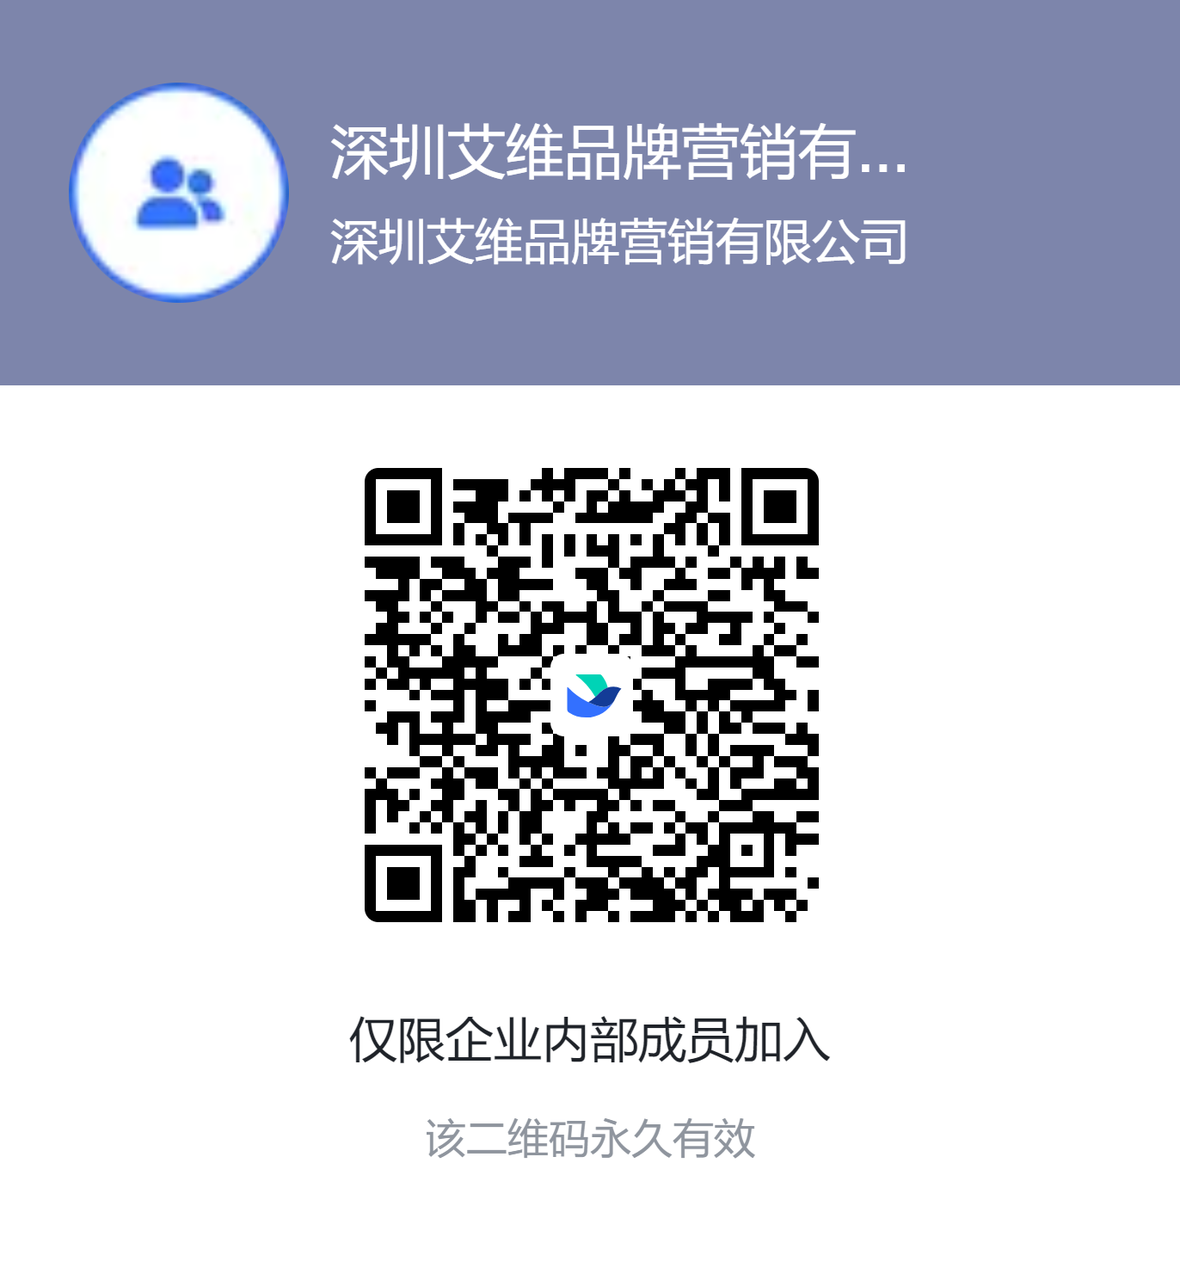 深圳艾维品牌营销有...
深圳艾维品牌营销有限公司
仅限企业内部成员加入
该二维码永久有效